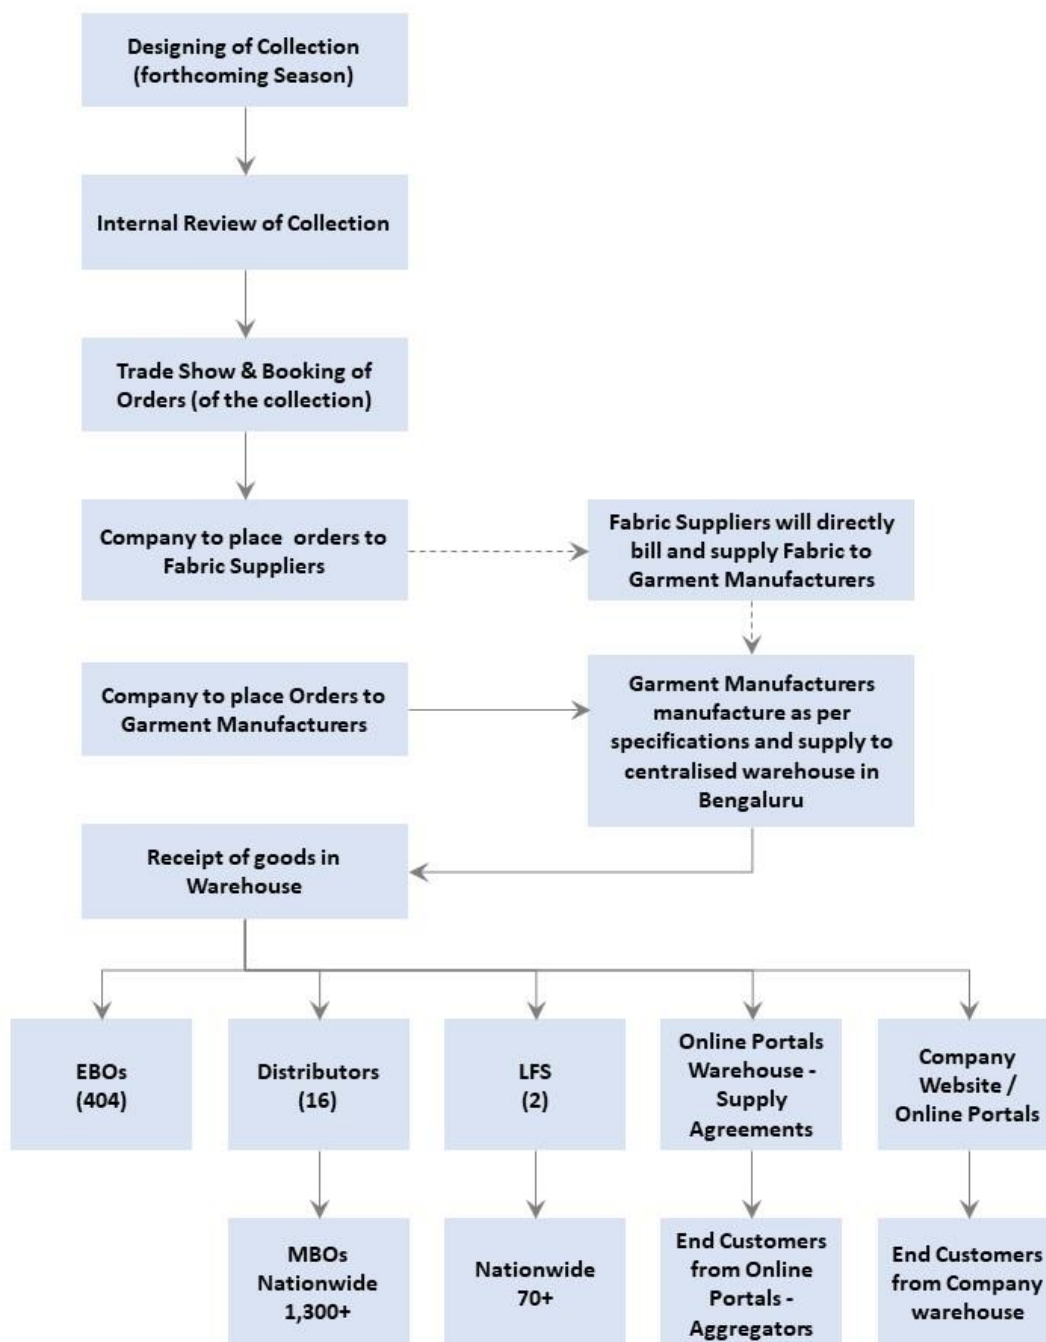 Designing of Collection
(forthcoming Season)
Internal Review of Collection
Trade Show & Booking of
Orders (of the collection)
Company to place orders to
Fabric Suppliers
Fabric Suppliers will directly
bill and supply Fabric to
Garment Manufacturers
Company to place Orders to
Garment Manufacturers
Garment Manufacturers
manufacture as per
specifications and supply to
centralised warehouse in
Bengaluru
Receipt of goods in
Warehouse
EBOs
(404)
Distributors
(16)
LFS
(2)
Online Portals
Warehouse -
Supply
Agreements
Company
Website /
Online Portals
MBOs
Nationwide
1,300+
Nationwide
70+
End Customers
from Online
Portals -
Aggregators
End Customers
from Company
warehouse